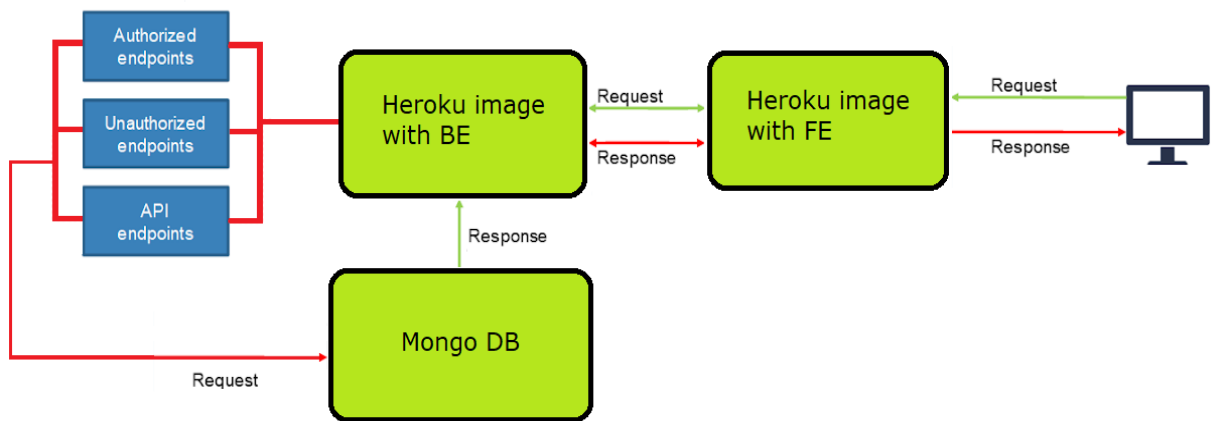 Authorized
endpoints
Unauthorized
endpoints
API
endpoints
Heroku image
with BE
Request
Response
Heroku image
with FE
Request
Response
Response
Mongo DB
Request